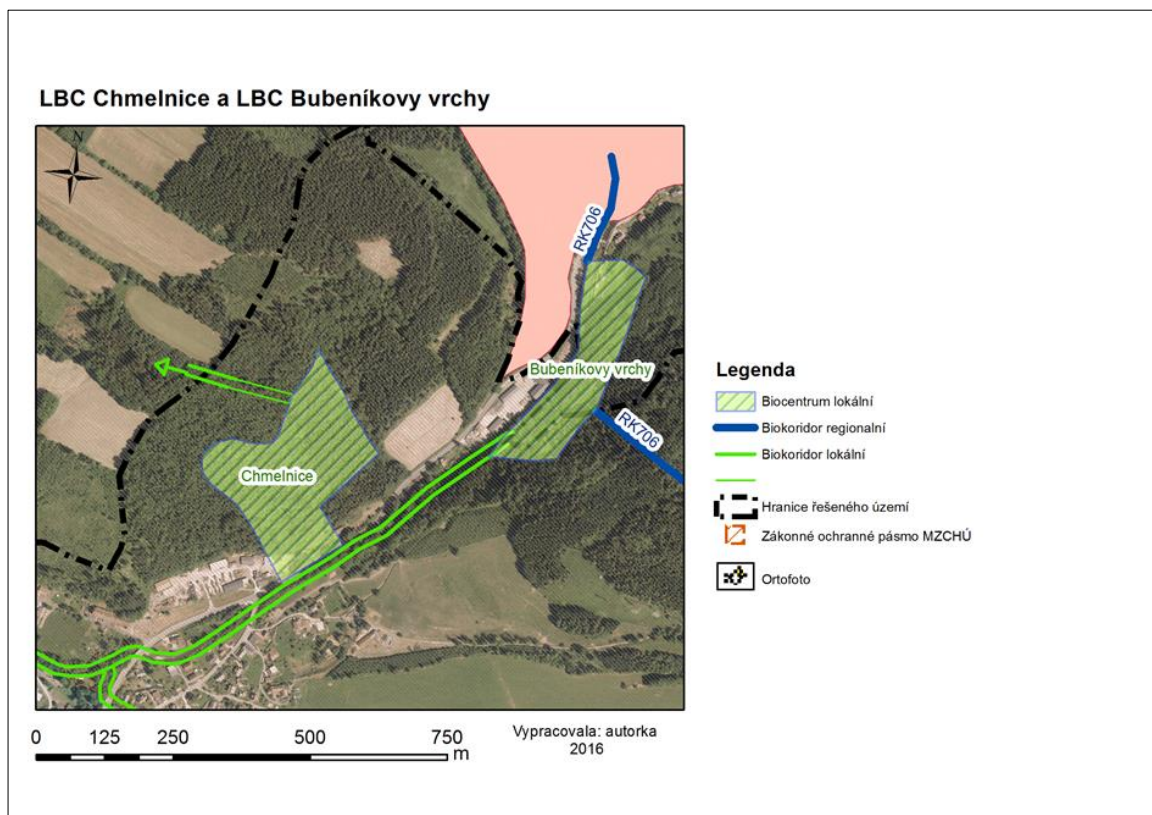 LBC Chmelnice a LBC Bubeníkovy vrchy
N
RK706
Bubeníkovy vrchy
RK706
Chmelnice
Legenda
Biocentrum lokální
Biokoridor regionalní
Biokoridor lokální
Hranice řešeného území
Zákonné ochranné pásmo MZCHÚ
Ortofoto
0 125 250 500 750
m
Vypracovala: autorka
2016